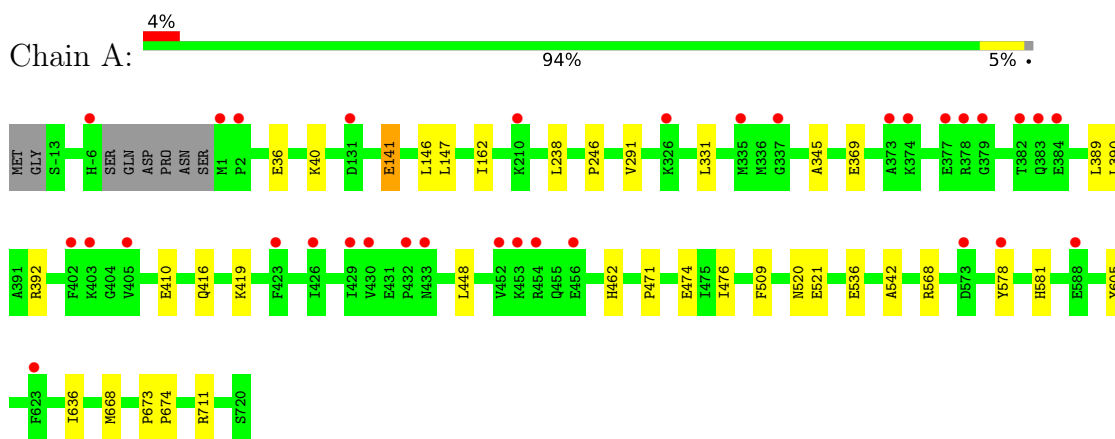 4%
Chain A:
94% 5% •
MET GLY S-13 H-6 SER GLN ASP PRO ASN SER M1 P2 E36 K40 D131 E141 L146 L147 I162 K210 L238 P246 V291 K326 L331 M335 M336 G337 A345 E369 A373 K374 E377 R378 G379 T382 Q383 E384 L389 L390
A391 R392 F402 K403 G404 V405 E410 Q416 K419 F423 I426 I429 V430 E431 P432 N433 L448 V452 K453 R454 Q455 E456 H462 P471 E474 I475 I476 F509 N520 E521 E536 A542 R568 D573 Y578 H581 E588 Y605
F623 I636 M668 P673 P674 R711 S720